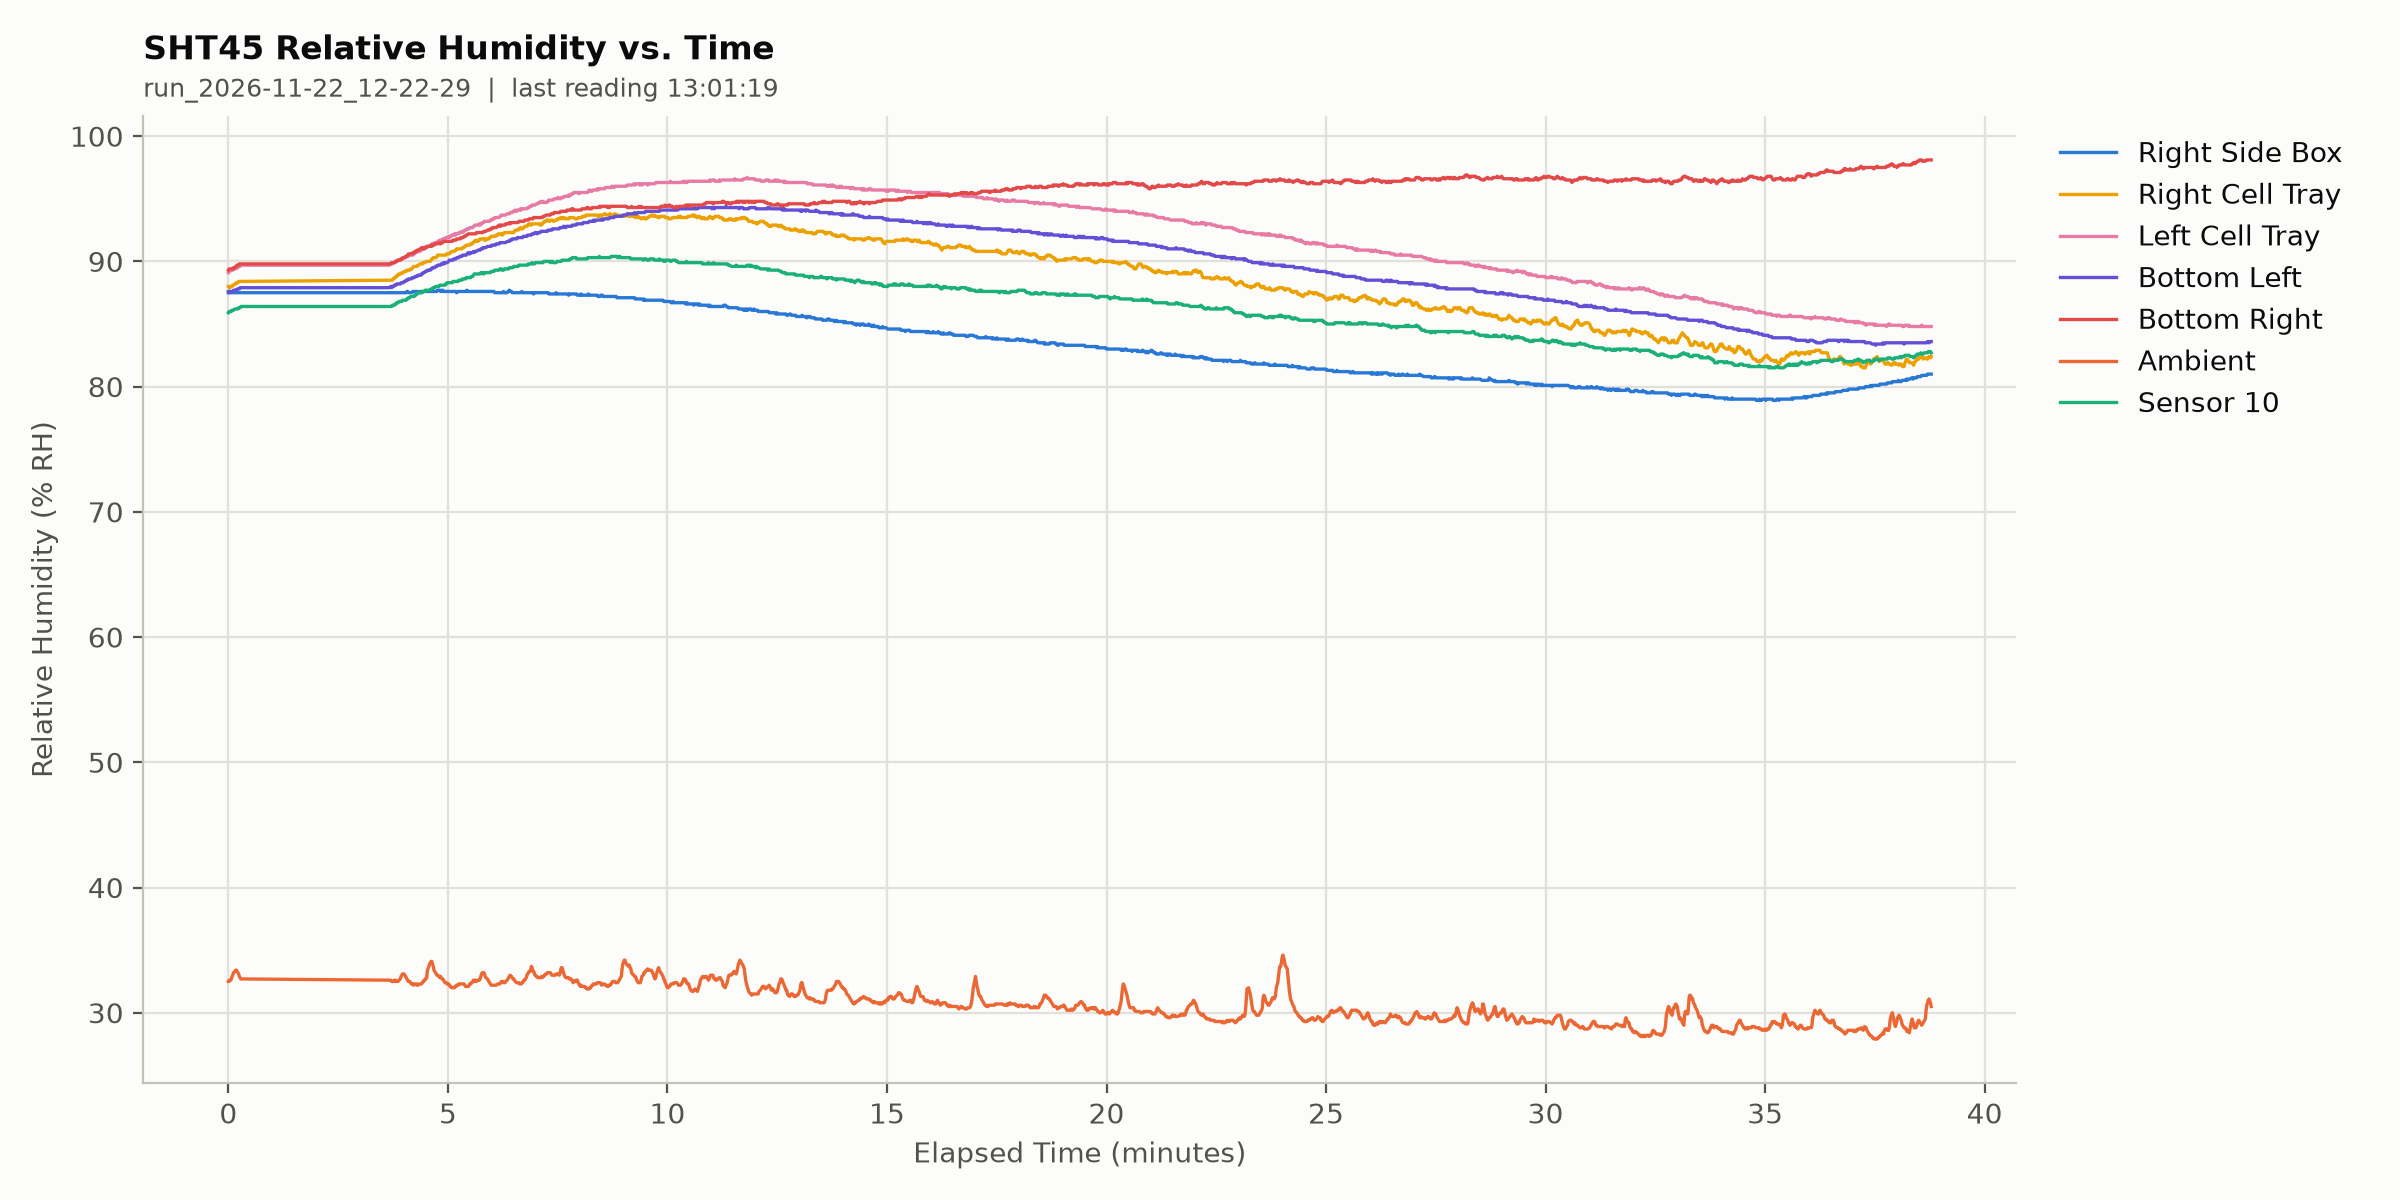 SHT45 Relative Humidity vs. Time
run_2026-11-22_12-22-29 | last reading 13:01:19
100
90
80
70
60
50
40
30
Relative Humidity (% RH)
0 5 10 15 20 25 30 35 40
Elapsed Time (minutes)
Right Side Box
Right Cell Tray
Left Cell Tray
Bottom Left
Bottom Right
Ambient
Sensor 10